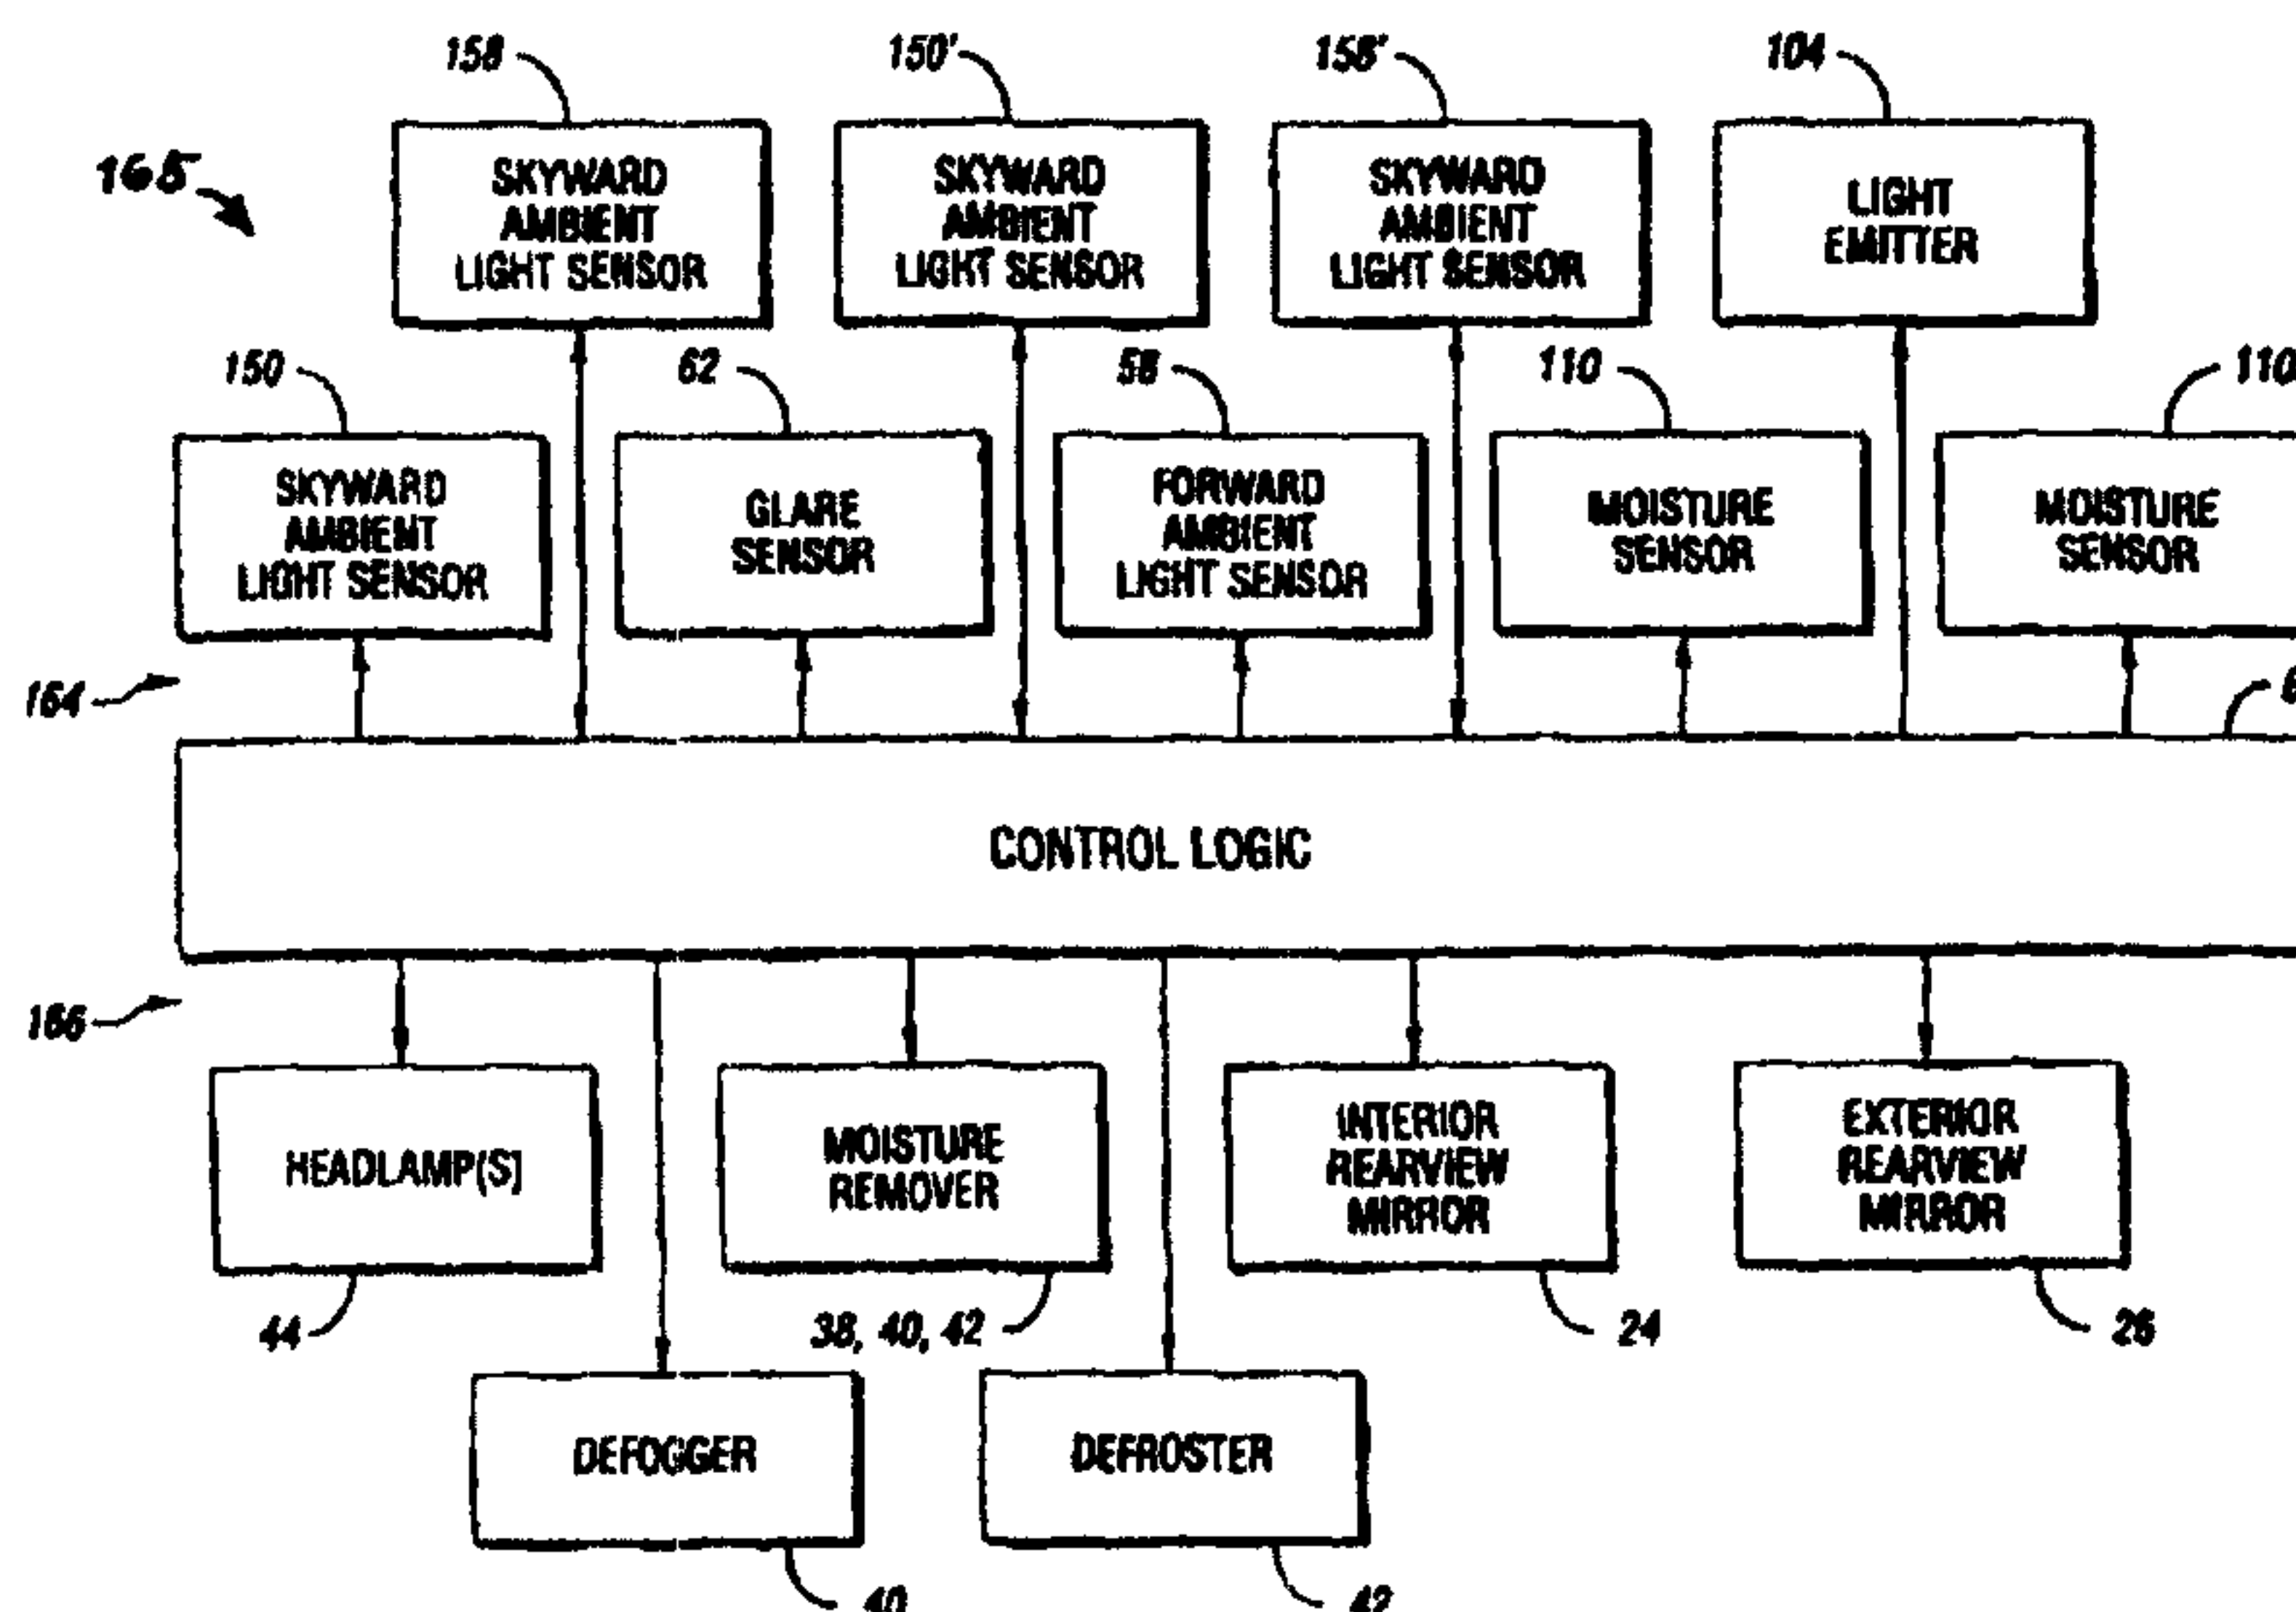 158 150' 158' 104
165
SKYWARD
AMBIENT
LIGHT SENSOR
SKYWARD
AMBIENT
LIGHT SENSOR
SKYWARD
AMBIENT
LIGHT SENSOR
LIGHT
EMITTER
150 62 58 110 110
SKYWARD
AMBIENT
LIGHT SENSOR
GLARE
SENSOR
FORWARD
AMBIENT
LIGHT SENSOR
MOISTURE
SENSOR
MOISTURE
SENSOR
164
CONTROL LOGIC
166
HEADLAMP(S)
MOISTURE
REMOVER
INTERIOR
REARVIEW
MIRROR
EXTERIOR
REARVIEW
MIRROR
44 38, 40, 42 24 26
DEFOGGER
DEFROSTER
40 42